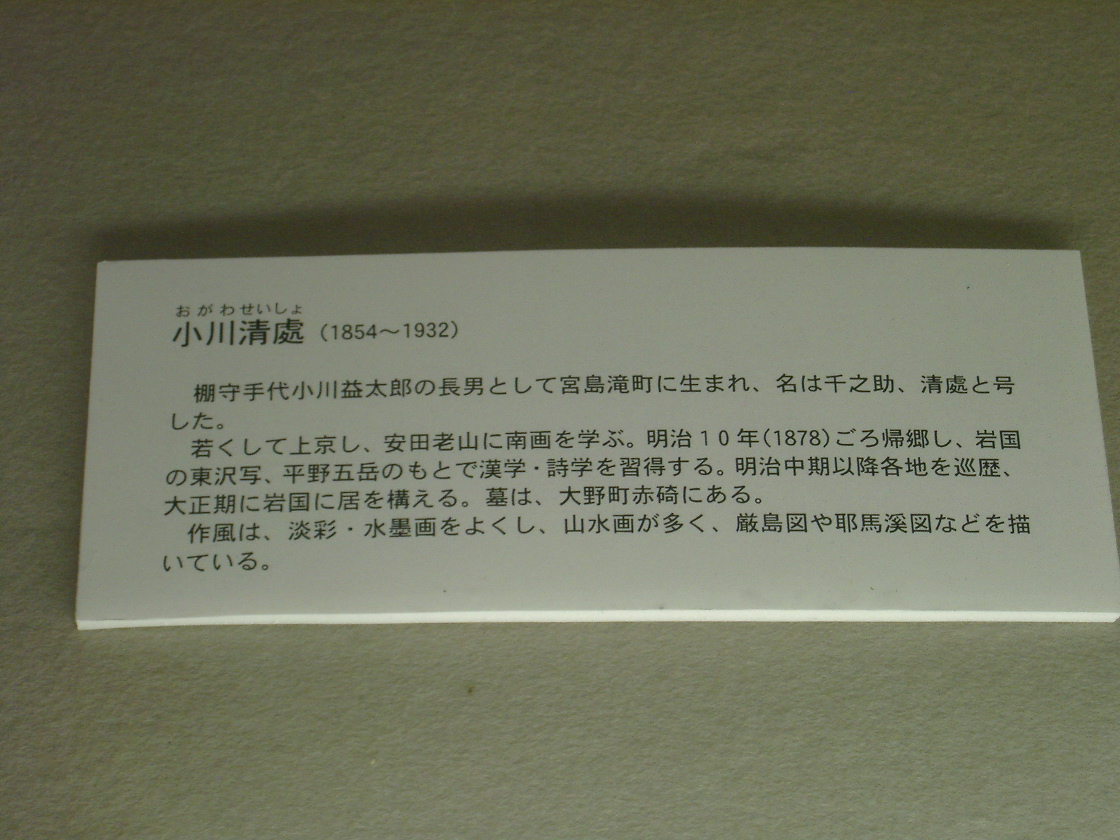 おがわせいしょ
小川清處（1854～1932）
棚守手代小川益太郎の長男として宮島滝町に生まれ、名は千之助、清處と号
した。
若くして上京し、安田老山に南画を学ぶ。明治１０年(1878)ごろ帰郷し、岩国
の東沢写、平野五岳のもとで漢学・詩学を習得する。明治中期以降各地を巡歴、
大正期に岩国に居を構える。墓は、大野町赤碕にある。
作風は、淡彩・水墨画をよくし、山水画が多く、厳島図や耶馬溪図などを描
いている。